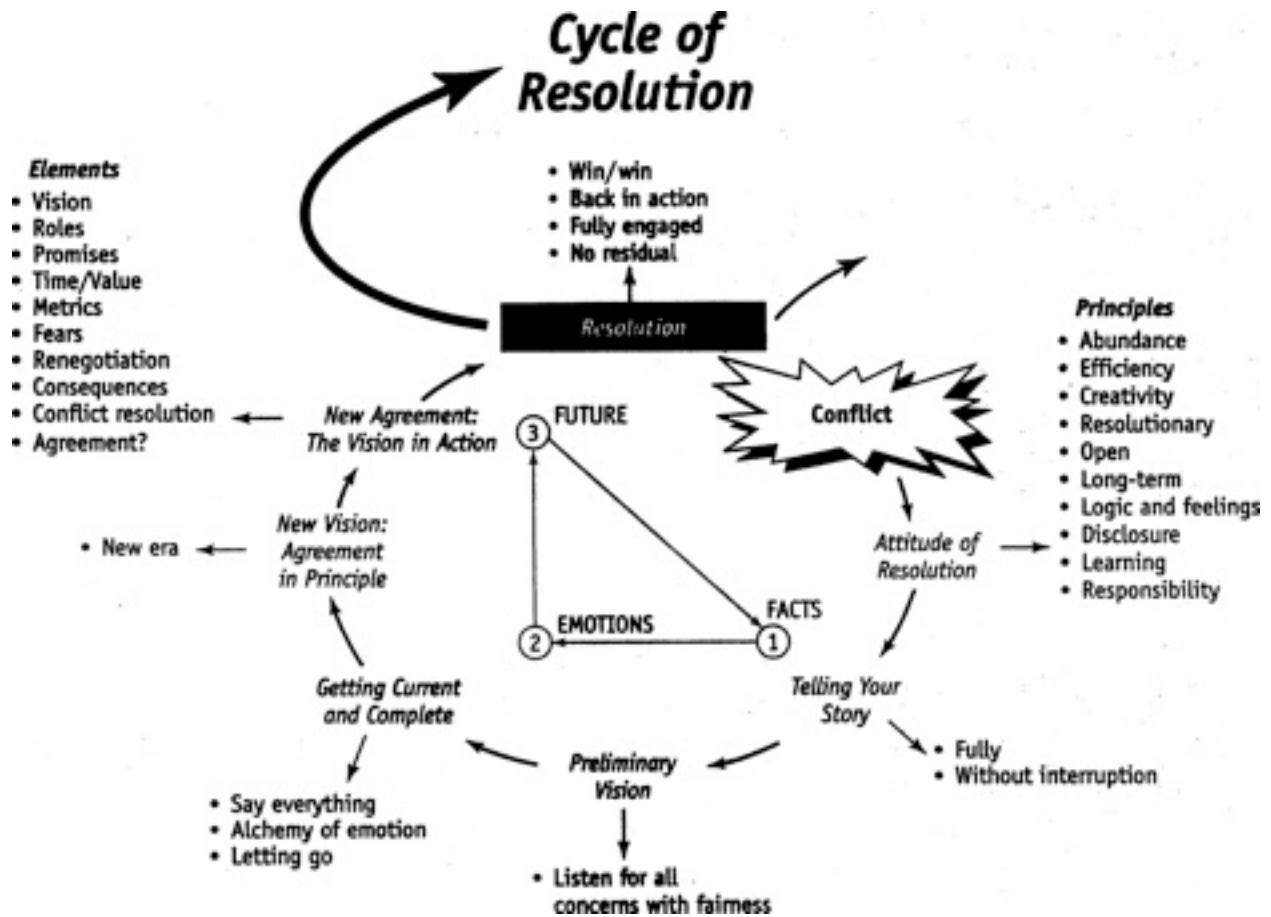 Cycle of
Resolution
• Win/win
• Back in action
• Fully engaged
• No residual
Resolution
Conflict
Principles
• Abundance
• Efficiency
• Creativity
• Resolutionary
• Open
• Long-term
• Logic and feelings
• Disclosure
• Learning
• Responsibility
Attitude of
Resolution
Telling Your
Story
• Fully
• Without interruption
Preliminary
Vision
• Listen for all
concerns with fairness
Getting Current
and Complete
• Say everything
• Alchemy of emotion
• Letting go
New Vision:
Agreement
in Principle
• New era
New Agreement:
The Vision in Action
Elements
• Vision
• Roles
• Promises
• Time/Value
• Metrics
• Fears
• Renegotiation
• Consequences
• Conflict resolution
• Agreement?
3 FUTURE
FACTS
1
2 EMOTIONS